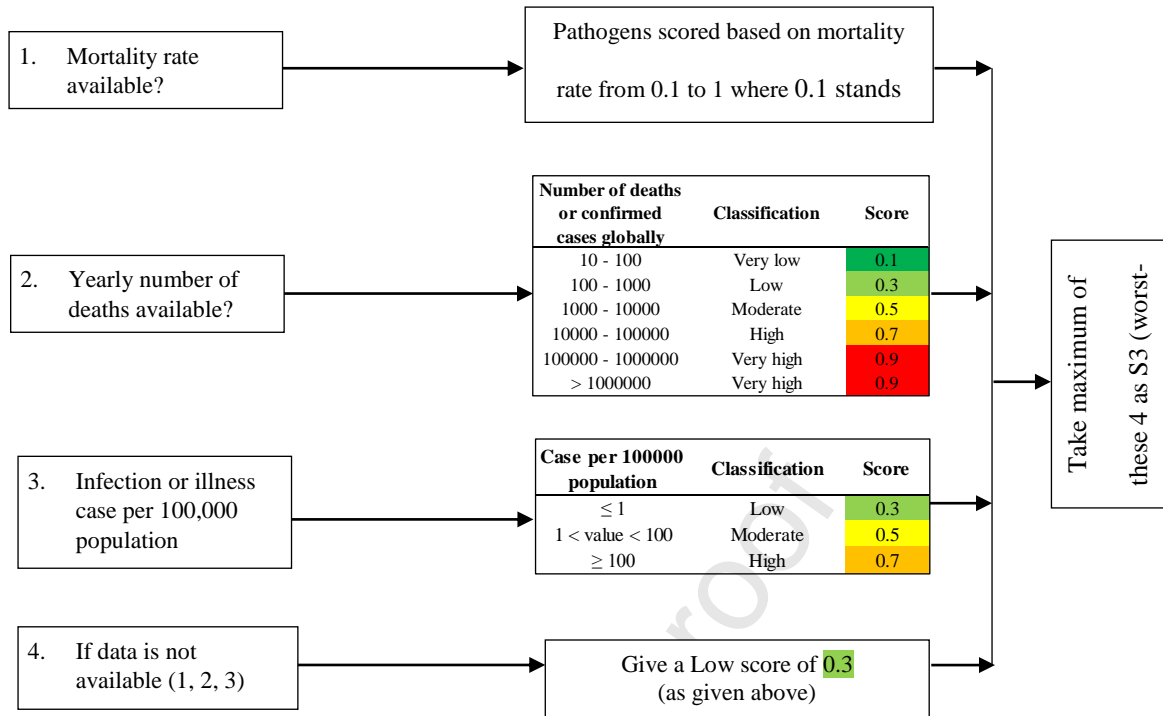 1. Mortality rate
available?
Pathogens scored based on mortality
rate from 0.1 to 1 where 0.1 stands
2. Yearly number of
deaths available?
Number of deaths
or confirmed
cases globally Classification Score
10 - 100 Very low 0.1
100 - 1000 Low 0.3
1000 - 10000 Moderate 0.5
10000 - 100000 High 0.7
100000 - 1000000 Very high 0.9
> 1000000 Very high 0.9
3. Infection or illness
case per 100,000
population
Case per 100000
population Classification Score
≤ 1 Low 0.3
1 < value < 100 Moderate 0.5
≥ 100 High 0.7
4. If data is not
available (1, 2, 3)
Give a Low score of 0.3
(as given above)
Take maximum of
these 4 as S3 (worst-
roof